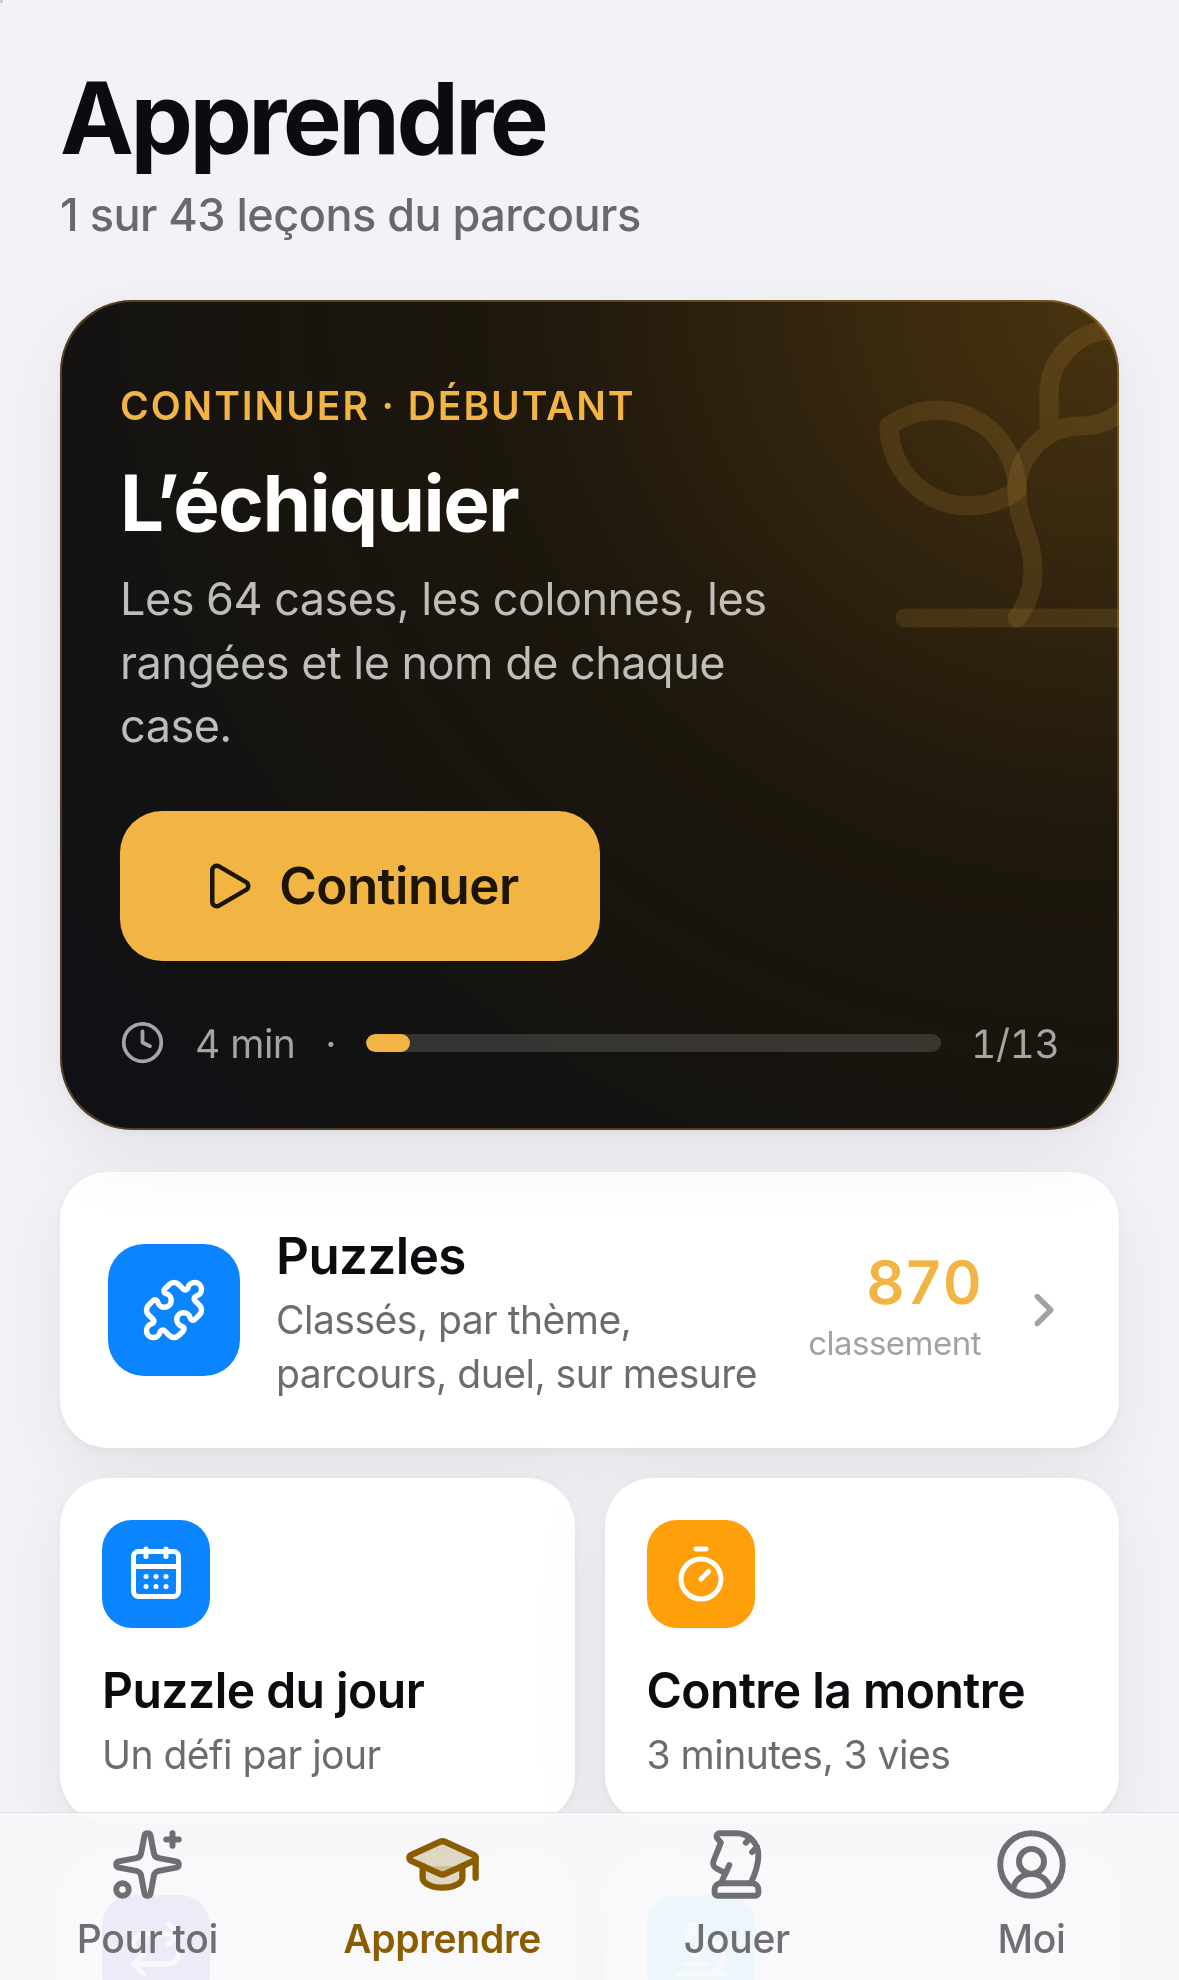 Apprendre
1 sur 43 leçons du parcours
CONTINUER · DÉBUTANT
L’échiquier
Les 64 cases, les colonnes, les
rangées et le nom de chaque
case.
Continuer
4 min · 1/13
Puzzles
Classés, par thème,
parcours, duel, sur mesure
870
classement
Puzzle du jour
Un défi par jour
Contre la montre
3 minutes, 3 vies
Pour toi
Apprendre
Jouer
Moi